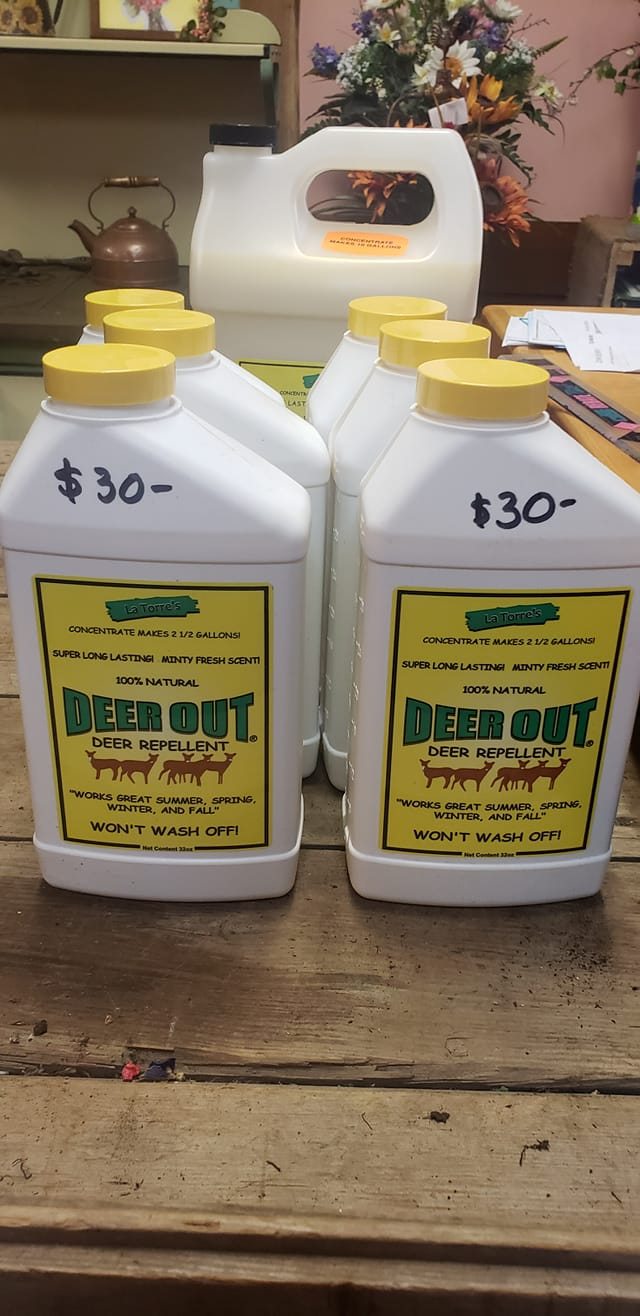 CONCENTRATE
MAKES 10 GALLONS
$30-
La Torre's
CONCENTRATE MAKES 2 1/2 GALLONS!
SUPER LONG LASTING! MINTY FRESH SCENT!
100% NATURAL
DEER OUT®
DEER REPELLENT
"WORKS GREAT SUMMER, SPRING,
WINTER, AND FALL"
WON'T WASH OFF!
Net Content 32oz
$30-
La Torre's
CONCENTRATE MAKES 2 1/2 GALLONS!
SUPER LONG LASTING! MINTY FRESH SCENT!
100% NATURAL
DEER OUT®
DEER REPELLENT
"WORKS GREAT SUMMER, SPRING,
WINTER, AND FALL"
WON'T WASH OFF!
Net Content 32oz